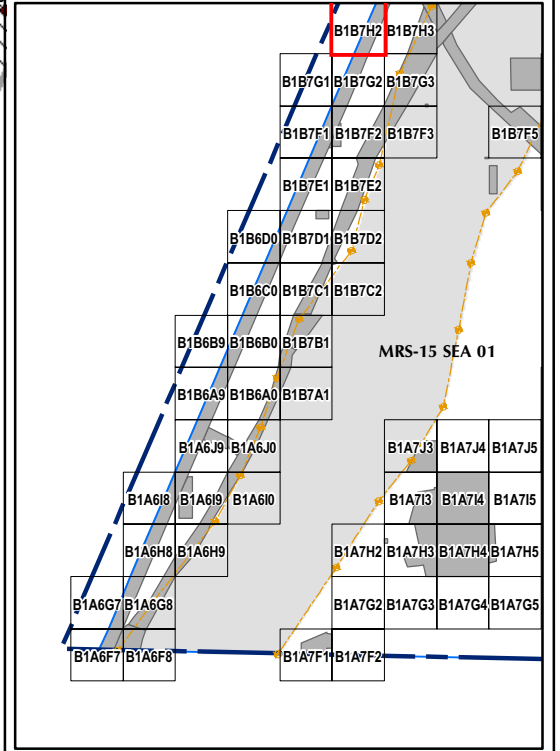 B1B7H2 B1B7H3
B1B7G1 B1B7G2 B1B7G3
B1B7F1 B1B7F2 B1B7F3 B1B7F5
B1B7E1 B1B7E2
B1B6D0 B1B7D1 B1B7D2
B1B6C0 B1B7C1 B1B7C2
B1B6B9 B1B6B0 B1B7B1
MRS-15 SEA 01
B1B6A9 B1B6A0 B1B7A1
B1A6J9 B1A6J0 B1A7J3 B1A7J4 B1A7J5
B1A6I8 B1A6I9 B1A6I0 B1A7I3 B1A7I4 B1A7I5
B1A6H8 B1A6H9 B1A7H2 B1A7H3 B1A7H4 B1A7H5
B1A6G7 B1A6G8 B1A7G2 B1A7G3 B1A7G4 B1A7G5
B1A6F7 B1A6F8 B1A7F1 B1A7F2